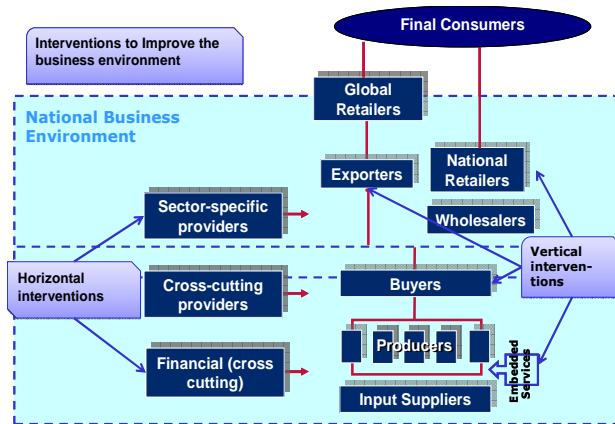 Final Consumers
Interventions to Improve the
business environment
Global
Retailers
National Business
Environment
Exporters
National
Retailers
Sector-specific
providers
Wholesalers
Horizontal
interventions
Cross-cutting
providers
Buyers
Vertical
interven-
tions
Producers
Financial (cross
cutting)
Embedded
Services
Input Suppliers